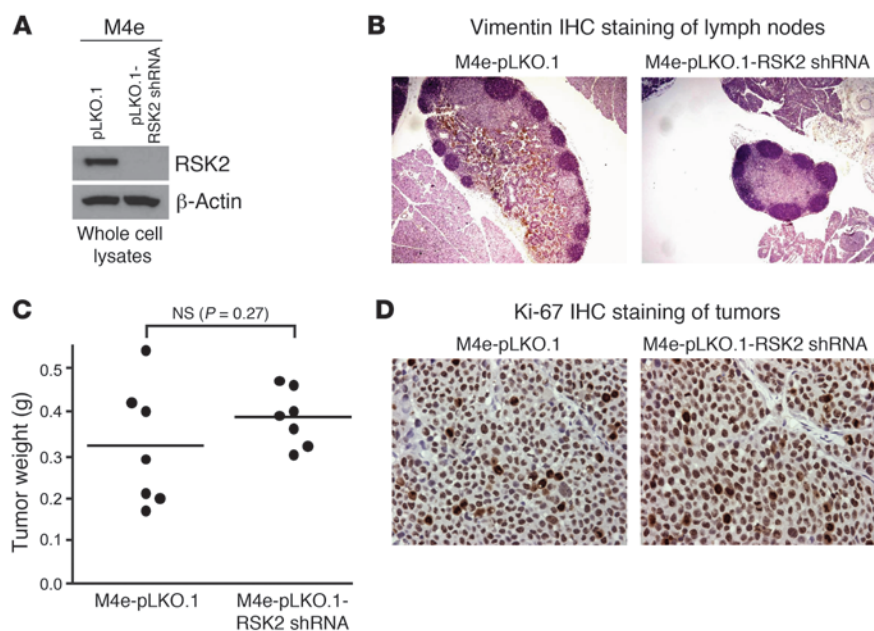 A
M4e
pLKO.1
pLKO.1-
RSK2 shRNA
RSK2
β-Actin
Whole cell
lysates
B
Vimentin IHC staining of lymph nodes
M4e-pLKO.1
M4e-pLKO.1-RSK2 shRNA
C
NS (P = 0.27)
Tumor weight (g)
0.5
0.4
0.3
0.2
0.1
0.0
M4e-pLKO.1
M4e-pLKO.1-
RSK2 shRNA
D
Ki-67 IHC staining of tumors
M4e-pLKO.1
M4e-pLKO.1-RSK2 shRNA